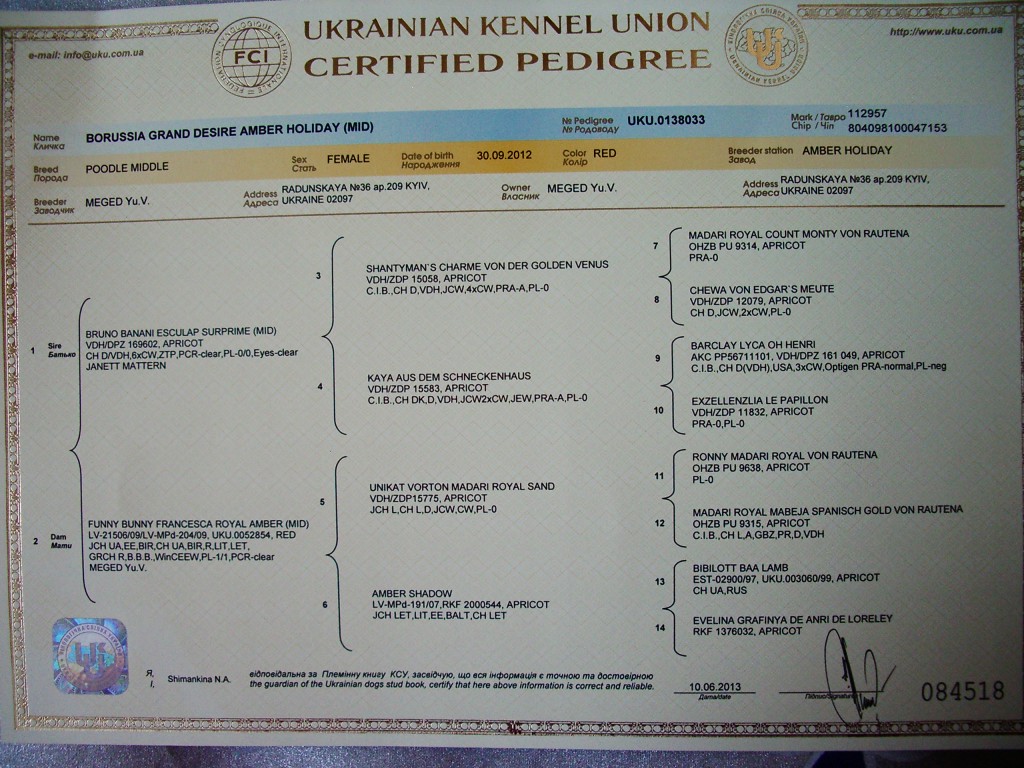 UKRAINIAN KENNEL UNION
CERTIFIED PEDIGREE
e-mail: info@uku.com.ua
http://www.uku.com.ua
FCI
Name BORUSSIA GRAND DESIRE AMBER HOLIDAY (MID) № Pedigree UKU.0138033 Mark / Тавро 112957
Кличка № Родоводу Chip / Чіп 804098100047153
Breed POODLE MIDDLE Sex FEMALE Date of birth 30.09.2012 Color RED Breeder station AMBER HOLIDAY
Порода Стать Народження Колір Завод
Breeder MEGED Yu.V. Address RADUNSKAYA №36 ap.209 KYIV, Owner MEGED Yu.V. Address RADUNSKAYA №36 ap.209 KYIV,
Заводчик Адреса UKRAINE 02097 Власник Адреса UKRAINE 02097
1 Sire
Батько
BRUNO BANANI ESCULAP SURPRIME (MID)
VDH/DPZ 169602, APRICOT
CH D/VDH,6xCW,ZTP,PCR-clear,PL-0/0,Eyes-clear
JANETT MATTERN
2 Dam
Мати
FUNNY BUNNY FRANCESCA ROYAL AMBER (MID)
LV-21506/09/LV-MPd-204/09, UKU.0052854, RED
JCH UA,EE,BIR,CH UA,BIR,R,LIT,LET,
GRCH R,B.B.B.,WinCEEW,PL-1/1,PCR-clear
MEGED Yu.V.
3
SHANTYMAN`S CHARME VON DER GOLDEN VENUS
VDH/ZDP 15058, APRICOT
C.I.B.,CH D,VDH,JCW,4xCW,PRA-A,PL-0
4
KAYA AUS DEM SCHNECKENHAUS
VDH/ZDP 15583, APRICOT
C.I.B.,CH DK,D,VDH,JCW2xCW,JEW,PRA-A,PL-0
5
UNIKAT VORTON MADARI ROYAL SAND
VDH/ZDP15775, APRICOT
JCH L,CH L,D,JCW,CW,PL-0
6
AMBER SHADOW
LV-MPd-191/07,RKF 2000544, APRICOT
JCH LET,LIT,EE,BALT,CH LET
7
MADARI ROYAL COUNT MONTY VON RAUTENA
OHZB PU 9314, APRICOT
PRA-0
8
CHEWA VON EDGAR`S MEUTE
VDH/ZDP 12079, APRICOT
CH D,JCW,2xCW,PL-0
9
BARCLAY LYCA OH HENRI
AKC PP56711101, VDH/DPZ 161 049, APRICOT
C.I.B.,CH D(VDH),USA,3xCW,Optigen PRA-normal,PL-neg
10
EXZELLENZLIA LE PAPILLON
VDH/ZDP 11832, APRICOT
PRA-0,PL-0
11
RONNY MADARI ROYAL VON RAUTENA
OHZB PU 9638, APRICOT
PL-0
12
MADARI ROYAL MABEJA SPANISCH GOLD VON RAUTENA
OHZB PU 9315, APRICOT
C.I.B.,CH L,A,GBZ,PR,D,VDH
13
BIBILOTT BAA LAMB
EST-02900/97, UKU.003060/99, APRICOT
CH UA,RUS
14
EVELINA GRAFINYA DE ANRI DE LORELEY
RKF 1376032, APRICOT
Я, Shimankina N.A. відповідальна за Племінну книгу КСУ, засвідчую, що вся інформація є точною та достовірною
I, the guardian of the Ukrainian dogs stud book, certify that here above information is correct and reliable.
10.06.2013
Дата/date
Підпис/Signature
084518